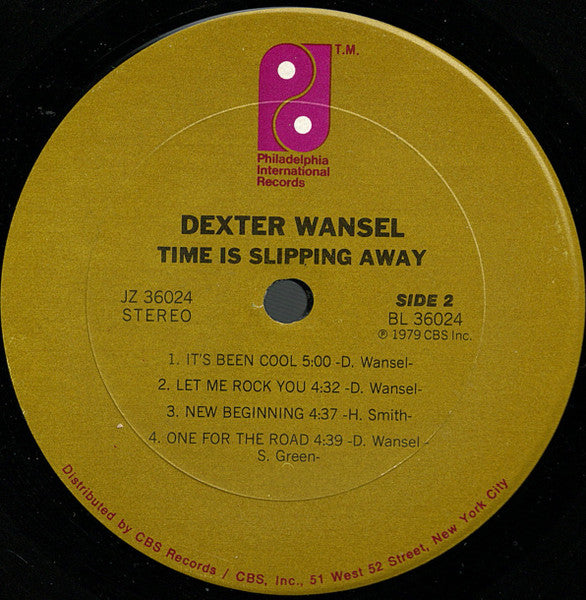 T.M.
Philadelphia
International
Records
DEXTER WANSEL
TIME IS SLIPPING AWAY
JZ 36024
STEREO
SIDE 2
BL 36024
℗ 1979 CBS Inc.
1. IT'S BEEN COOL 5:00 -D. Wansel-
2. LET ME ROCK YOU 4:32 -D. Wansel-
3. NEW BEGINNING 4:37 -H. Smith-
4. ONE FOR THE ROAD 4:39 -D. Wansel -
S. Green-
Distributed by CBS Records / CBS, Inc., 51 West 52 Street, New York City